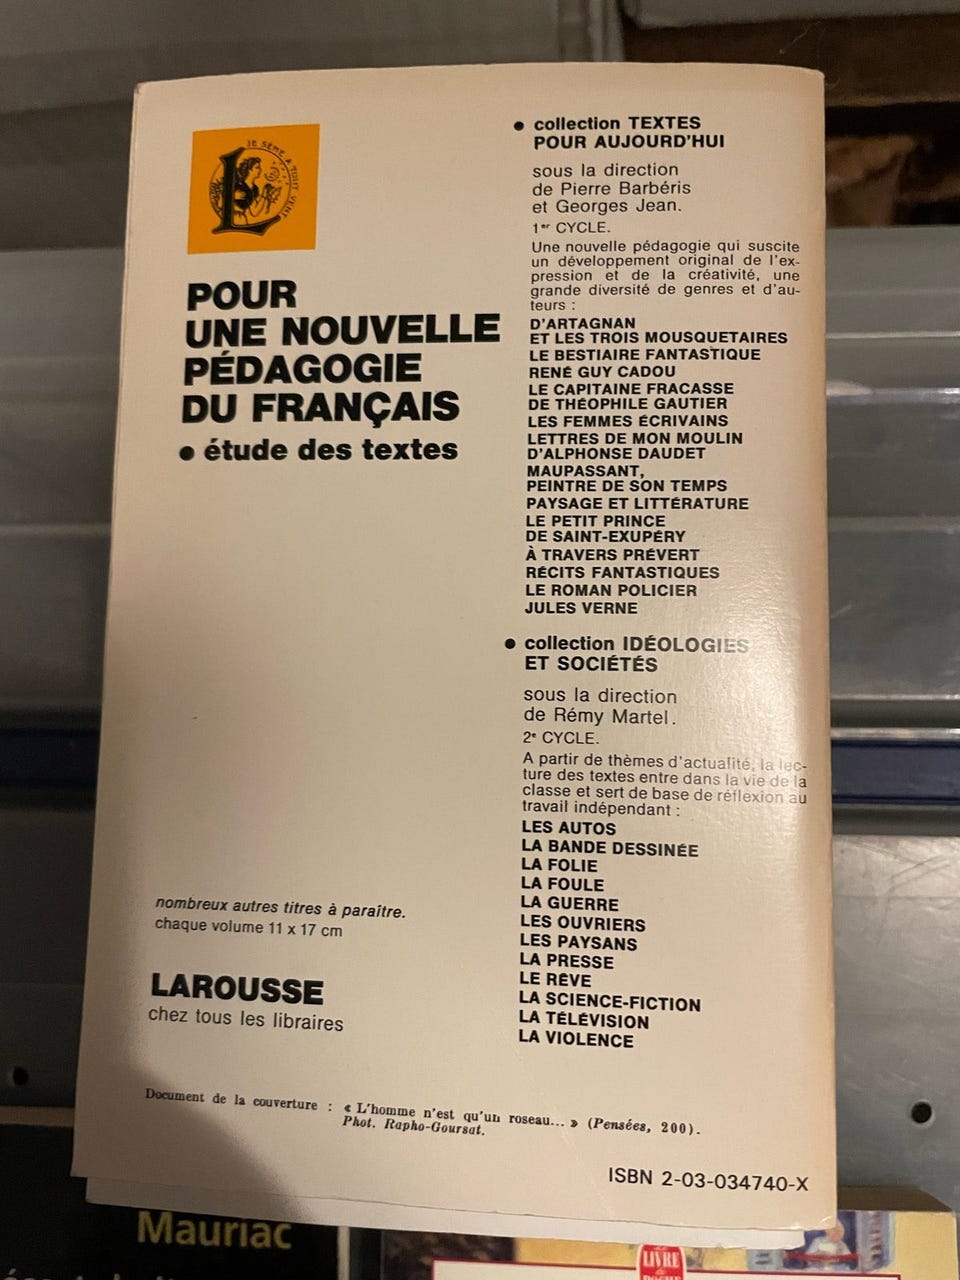 JE SÈME À TOUT VENT
POUR
UNE NOUVELLE
PÉDAGOGIE
DU FRANÇAIS
● étude des textes
nombreux autres titres à paraître.
chaque volume 11 x 17 cm
LAROUSSE
chez tous les libraires
● collection TEXTES
POUR AUJOURD'HUI
sous la direction
de Pierre Barbéris
et Georges Jean.
1er CYCLE.
Une nouvelle pédagogie qui suscite
un développement original de l'ex-
pression et de la créativité, une
grande diversité de genres et d'au-
teurs :
D'ARTAGNAN
ET LES TROIS MOUSQUETAIRES
LE BESTIAIRE FANTASTIQUE
RENÉ GUY CADOU
LE CAPITAINE FRACASSE
DE THÉOPHILE GAUTIER
LES FEMMES ÉCRIVAINS
LETTRES DE MON MOULIN
D'ALPHONSE DAUDET
MAUPASSANT,
PEINTRE DE SON TEMPS
PAYSAGE ET LITTÉRATURE
LE PETIT PRINCE
DE SAINT-EXUPÉRY
À TRAVERS PRÉVERT
RÉCITS FANTASTIQUES
LE ROMAN POLICIER
JULES VERNE
● collection IDÉOLOGIES
ET SOCIÉTÉS
sous la direction
de Rémy Martel.
2e CYCLE.
A partir de thèmes d'actualité, la lec-
ture des textes entre dans la vie de la
classe et sert de base de réflexion au
travail indépendant :
LES AUTOS
LA BANDE DESSINÉE
LA FOLIE
LA FOULE
LA GUERRE
LES OUVRIERS
LES PAYSANS
LA PRESSE
LE RÊVE
LA SCIENCE-FICTION
LA TÉLÉVISION
LA VIOLENCE
Document de la couverture : « L'homme n'est qu'un roseau... » (Pensées, 200).
Phot. Rapho-Goursat.
ISBN 2-03-034740-X
Mauriac
LE LIVRE
de
POCHE